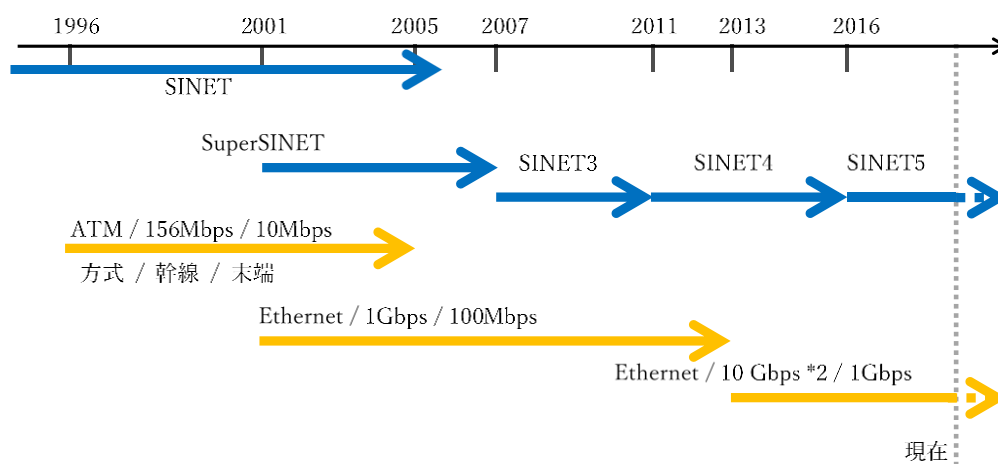 1996 2001 2005 2007 2011 2013 2016
SINET
SuperSINET
SINET3 SINET4 SINET5
ATM / 156Mbps / 10Mbps
方式 / 幹線 / 末端
Ethernet / 1Gbps / 100Mbps
Ethernet / 10 Gbps *2 / 1Gbps
現在